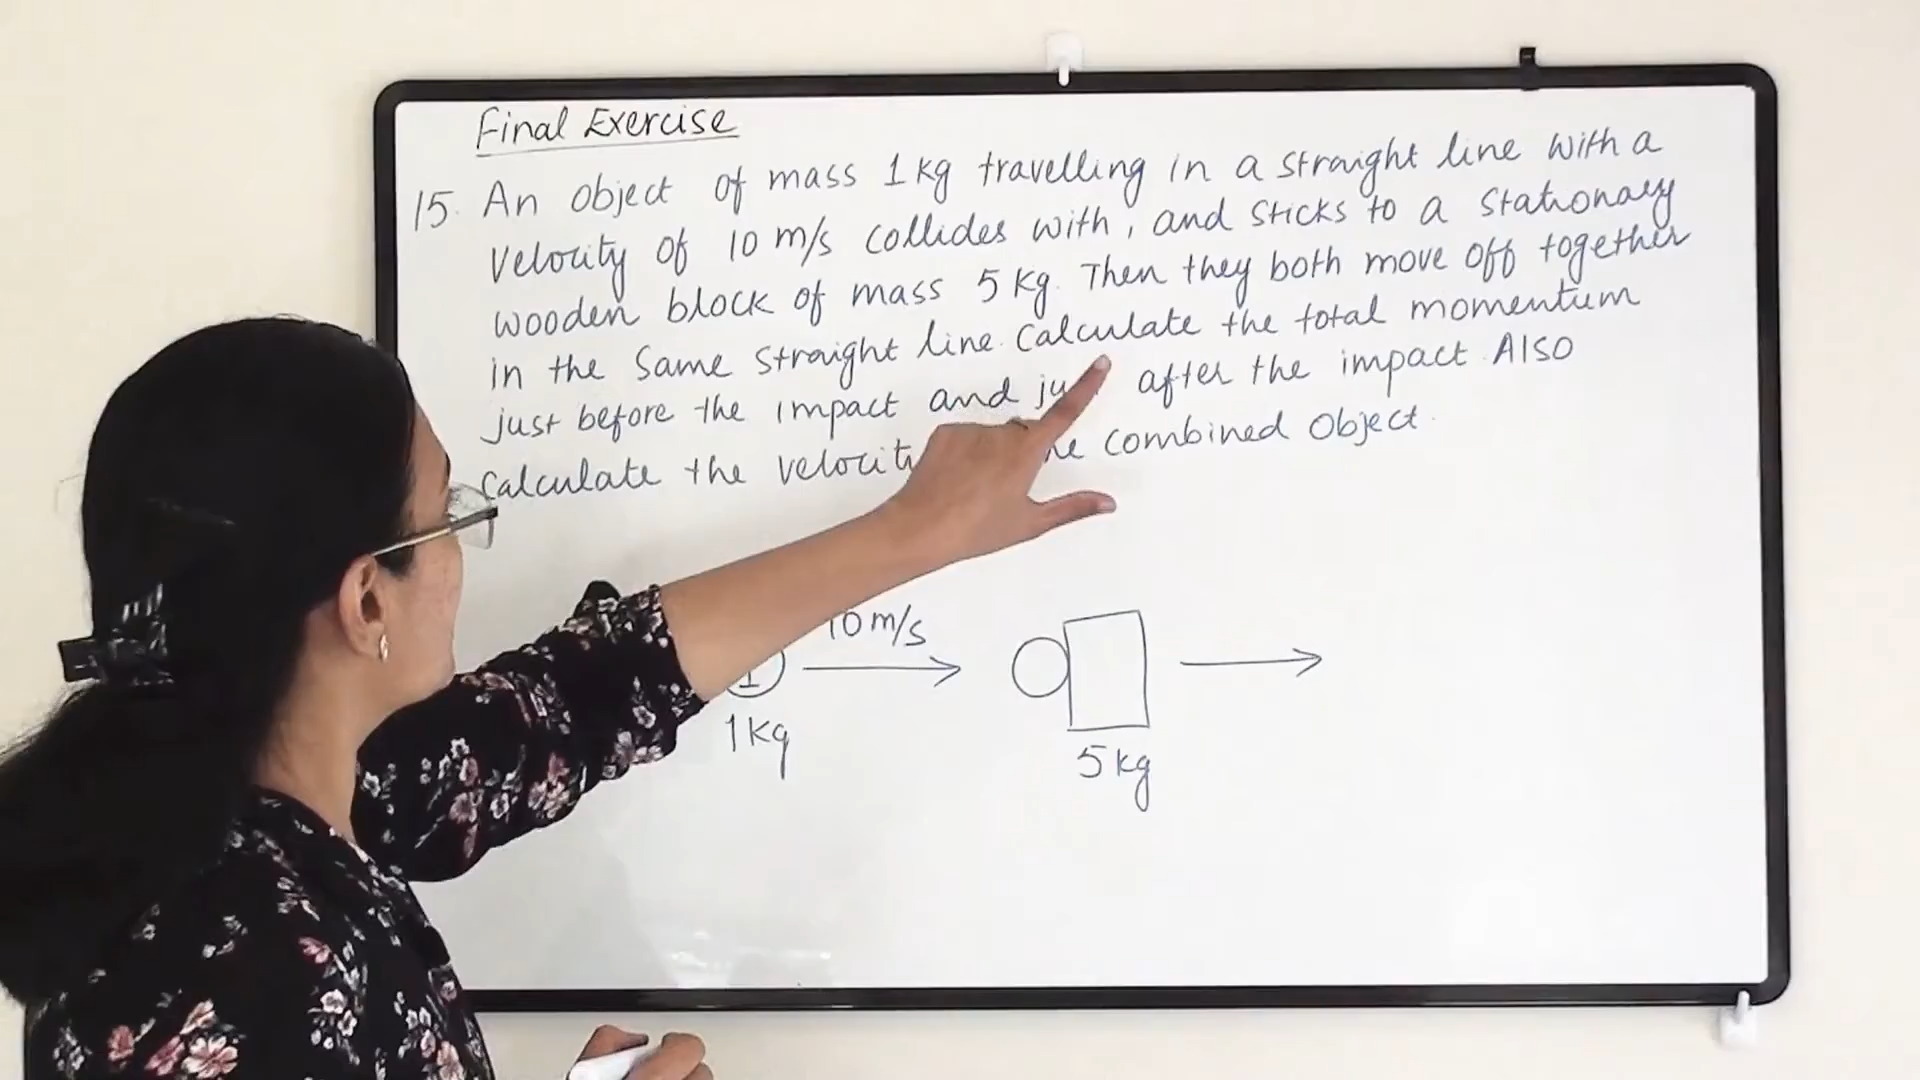 Final Exercise
15. An object of mass 1 kg travelling in a straight line with a
velocity of 10 m/s collides with, and sticks to a stationary
wooden block of mass 5 kg. Then they both move off together
in the same straight line. Calculate the total momentum
just before the impact and after the impact. Also
calculate the combined object.
10 m/s
1
1 kg
5 kg